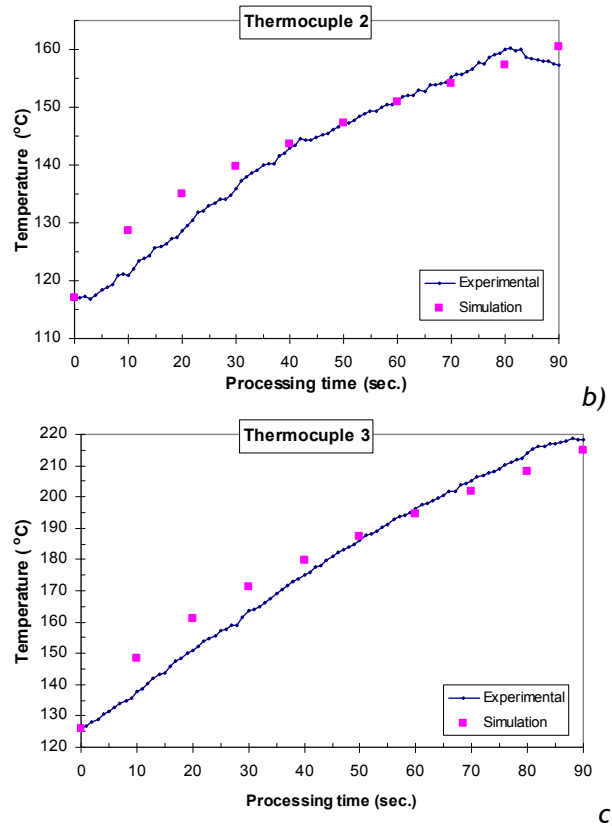 Thermocuple 2
160
150
140
130
120
110
Temperature (°C)
Experimental
Simulation
0 10 20 30 40 50 60 70 80 90
Processing time (sec.)
b)
Thermocuple 3
220
210
200
190
180
170
160
150
140
130
120
Temperature ( °C)
Experimental
Simulation
0 10 20 30 40 50 60 70 80 90
Processing time (sec.)
c